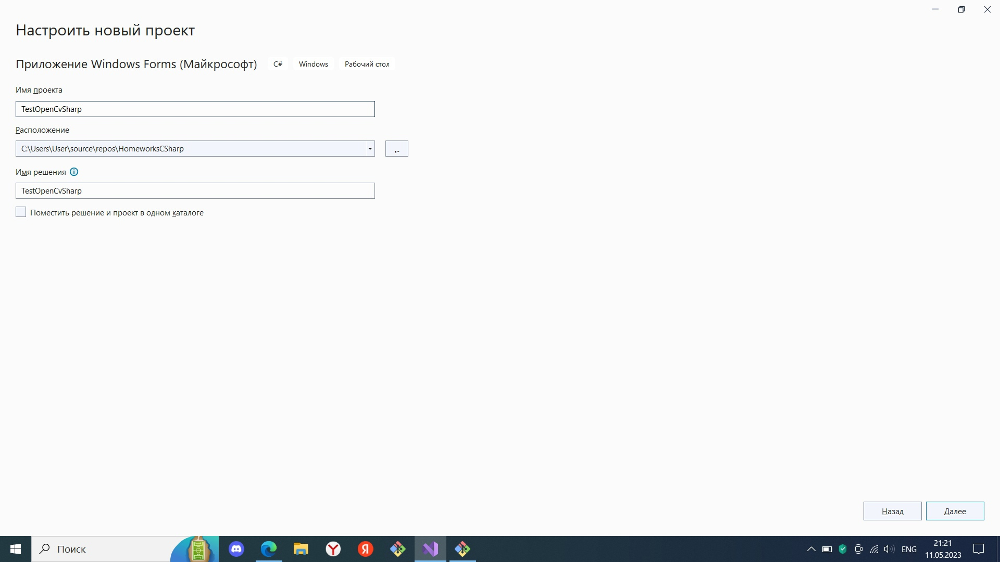 Настроить новый проект
Приложение Windows Forms (Майкрософт) C# Windows Рабочий стол
Имя проекта
TestOpenCvSharp
Расположение
C:\Users\User\source\repos\HomeworksCSharp
...
Имя решения
TestOpenCvSharp
Поместить решение и проект в одном каталоге
Назад Далее
Поиск
ENG
21:21
11.05.2023